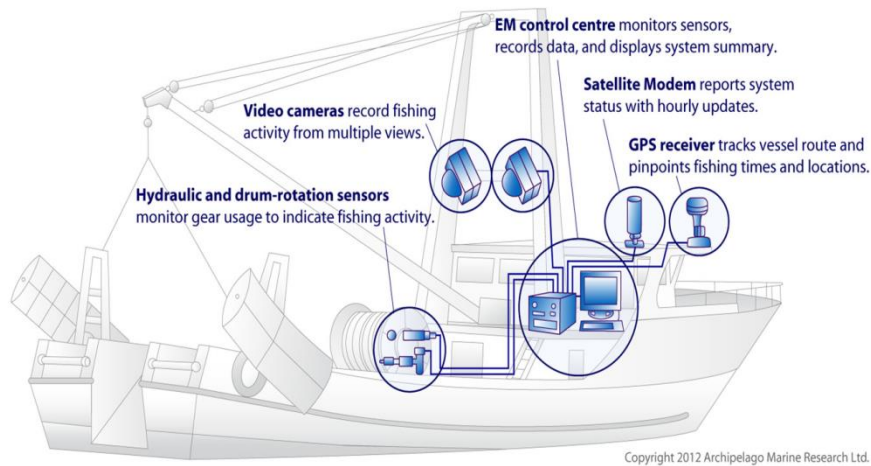 EM control centre monitors sensors,
records data, and displays system summary.
Satellite Modem reports system
status with hourly updates.
Video cameras record fishing
activity from multiple views.
GPS receiver tracks vessel route and
pinpoints fishing times and locations.
Hydraulic and drum-rotation sensors
monitor gear usage to indicate fishing activity.
Copyright 2012 Archipelago Marine Research Ltd.